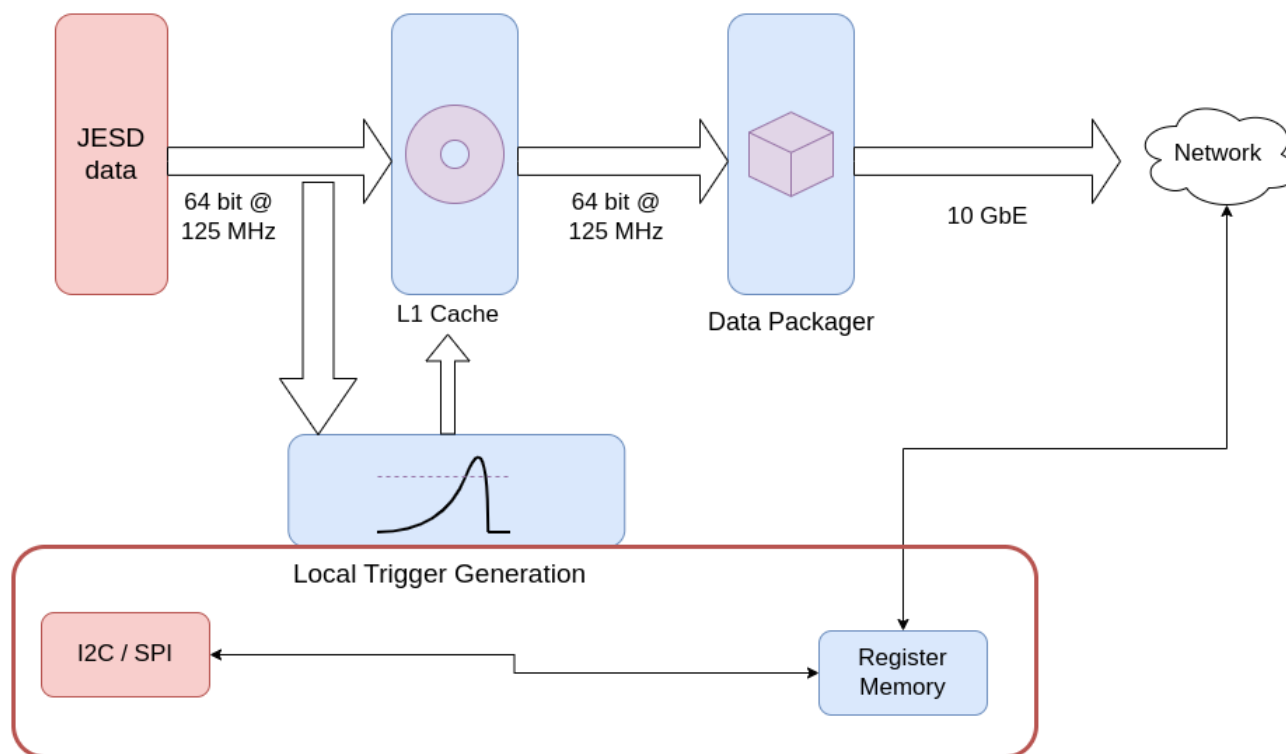 JESD
data
64 bit @
125 MHz
L1 Cache
64 bit @
125 MHz
Data Packager
10 GbE
Network
Local Trigger Generation
I2C / SPI
Register
Memory